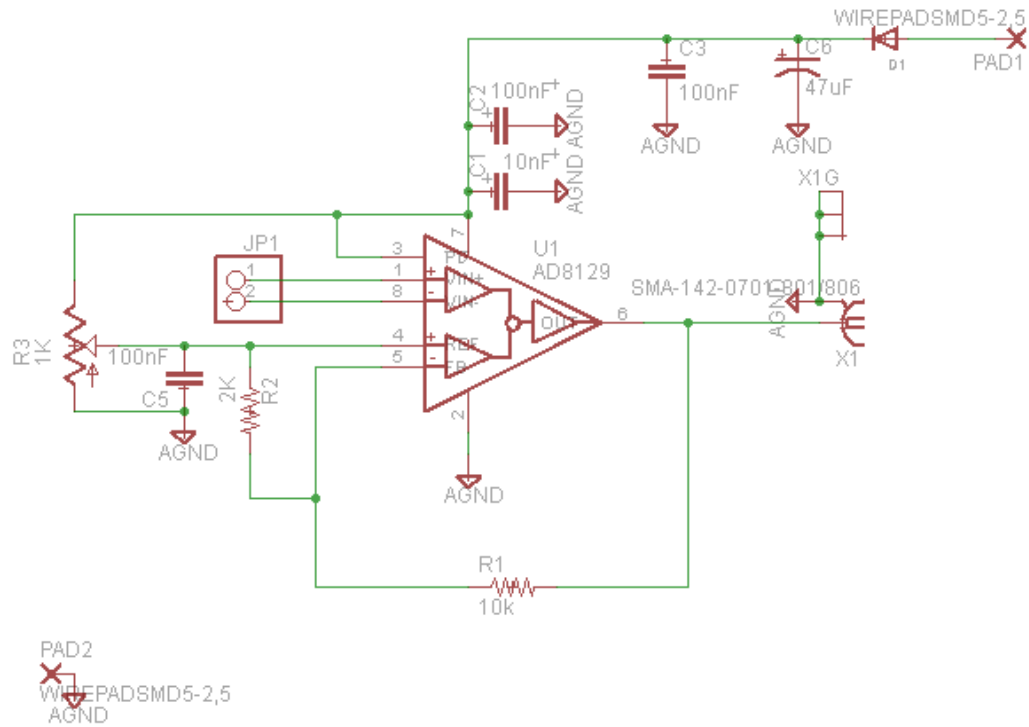 WIREPADSMD5-2,5
C3
100nF
C6
47uF
D1
PAD1
AGND
AGND
C2
100nF
AGND
C1
10nF
AGND
X1G
JP1
1
2
3
1
8
4
5
7
2
6
PD
VIN+
VIN-
REF
FB
OUT
U1
AD8129
SMA-142-0701-801/806
AGND
X1
R3
1K
100nF
C5
AGND
2K
R2
AGND
R1
10k
PAD2
WIREPADSMD5-2,5
AGND